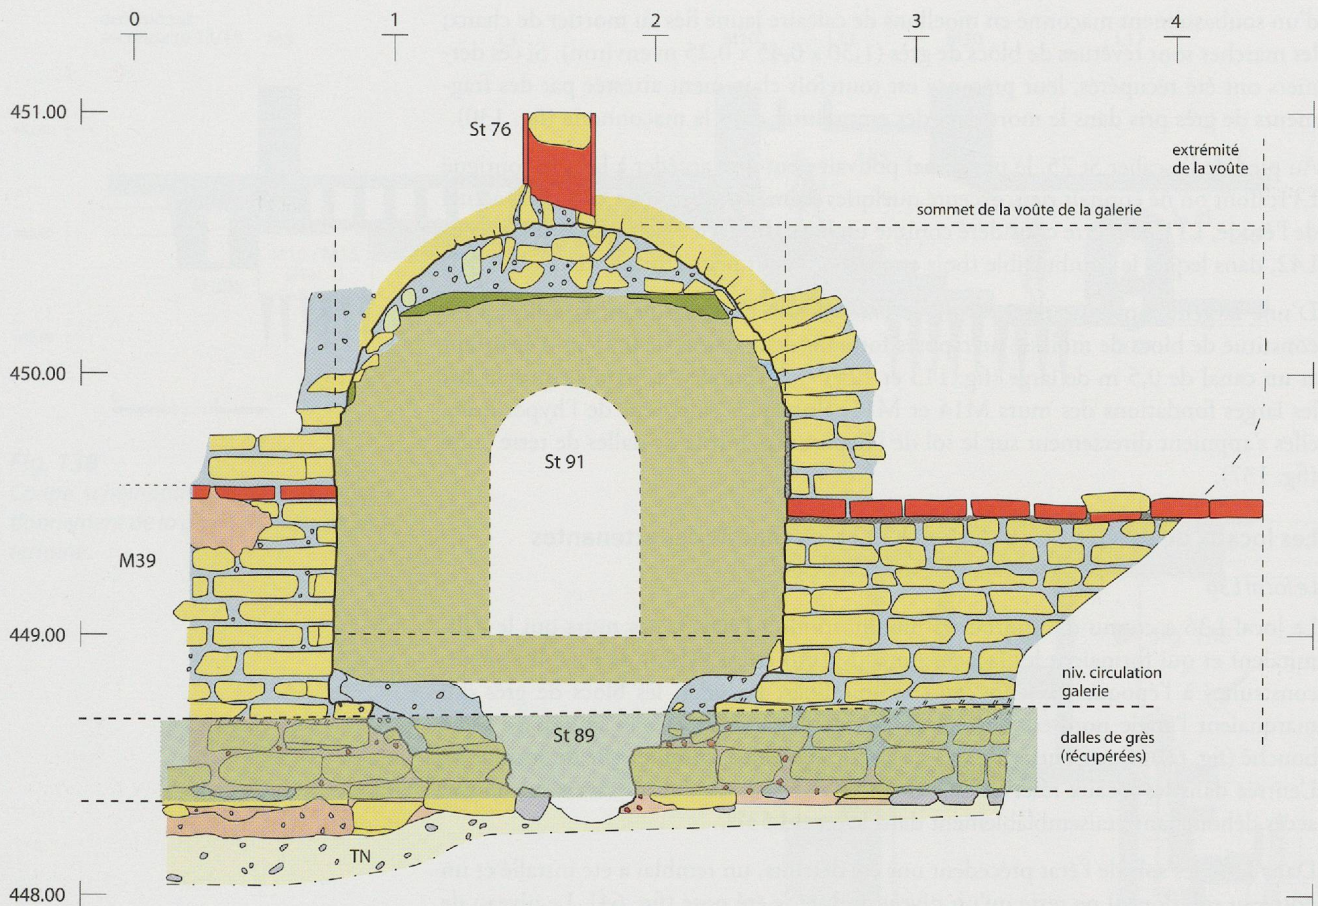 0
1
2
3
4
451.00
St 76
extrémité
de la voûte
sommet de la voûte de la galerie
450.00
St 91
M39
449.00
niv. circulation
galerie
St 89
dalles de grès
(récupérées)
TN
448.00